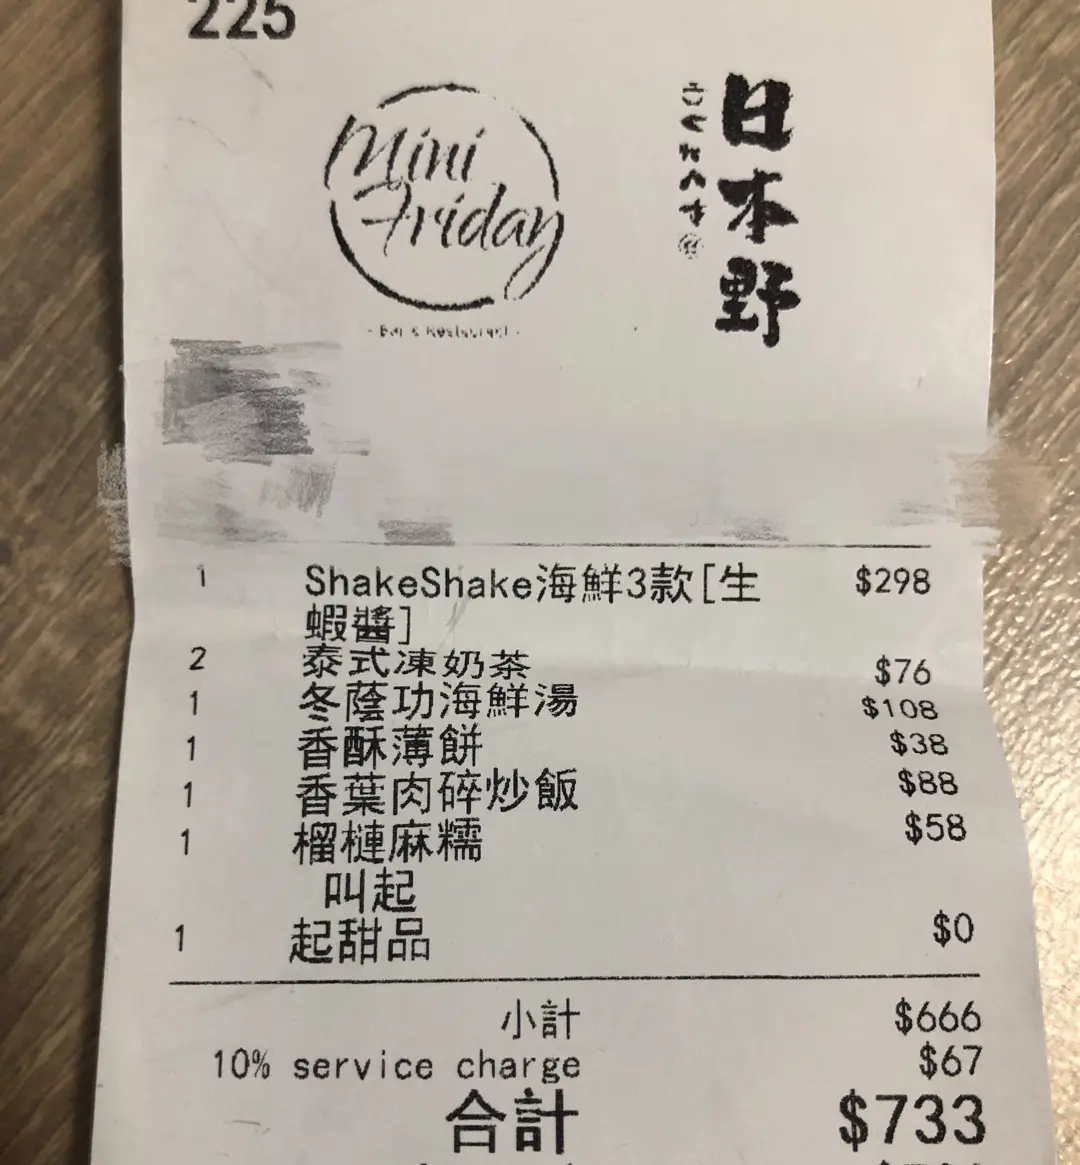 225
Mini
Friday
- Bar & Restaurant -
日本野
1 ShakeShake海鮮3款[生 $298
蝦醬]
2 泰式凍奶茶 $76
1 冬蔭功海鮮湯 $108
1 香酥薄餅 $38
1 香葉肉碎炒飯 $88
1 榴槤麻糬 $58
叫起
1 起甜品 $0
小計 $666
10% service charge $67
合計 $733